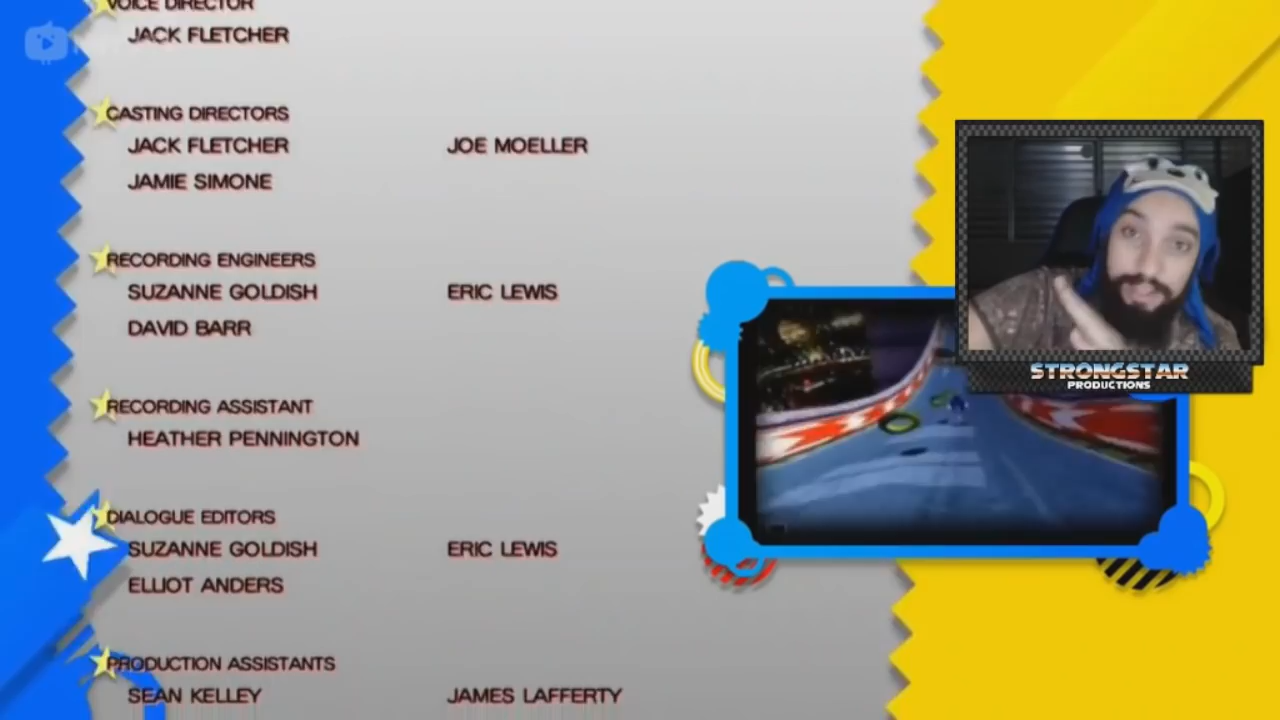 VOICE DIRECTOR
JACK FLETCHER
CASTING DIRECTORS
JACK FLETCHER JOE MOELLER
JAMIE SIMONE
RECORDING ENGINEERS
SUZANNE GOLDISH ERIC LEWIS
DAVID BARR
RECORDING ASSISTANT
HEATHER PENNINGTON
DIALOGUE EDITORS
SUZANNE GOLDISH ERIC LEWIS
ELLIOT ANDERS
PRODUCTION ASSISTANTS
SEAN KELLEY JAMES LAFFERTY
STRONGSTAR
PRODUCTIONS